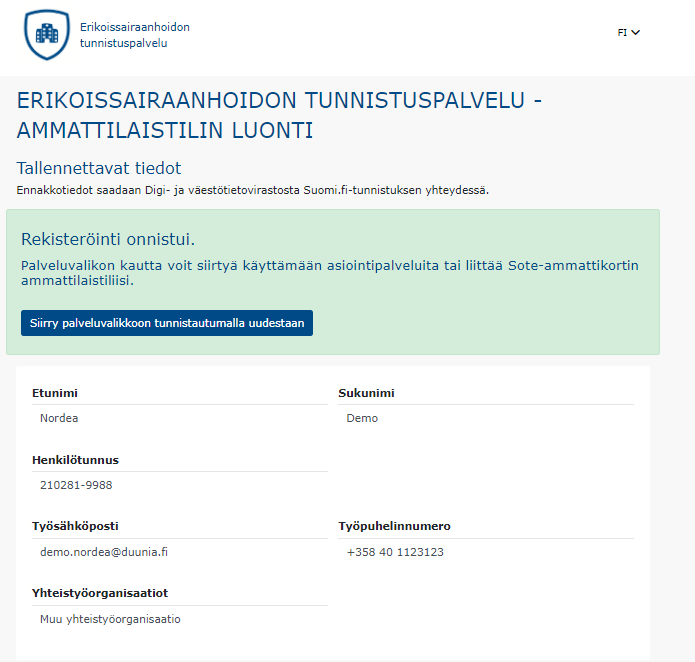 Erikoissairaanhoidon
tunnistuspalvelu
FI
ERIKOISSAIRAANHOIDON TUNNISTUSPALVELU -
AMMATTILAISTILIN LUONTI
Tallennettavat tiedot
Ennakkotiedot saadaan Digi- ja väestötietovirastosta Suomi.fi-tunnistuksen yhteydessä.
Rekisteröinti onnistui.
Palveluvalikon kautta voit siirtyä käyttämään asiointipalveluita tai liittää Sote-ammattikortin
ammattilaistiliisi.
Siirry palveluvalikkoon tunnistautumalla uudestaan
Etunimi
Sukunimi
Nordea
Demo
Henkilötunnus
210281-9988
Työsähköposti
Työpuhelinnumero
demo.nordea@duunia.fi
+358 40 1123123
Yhteistyöorganisaatiot
Muu yhteistyöorganisaatio